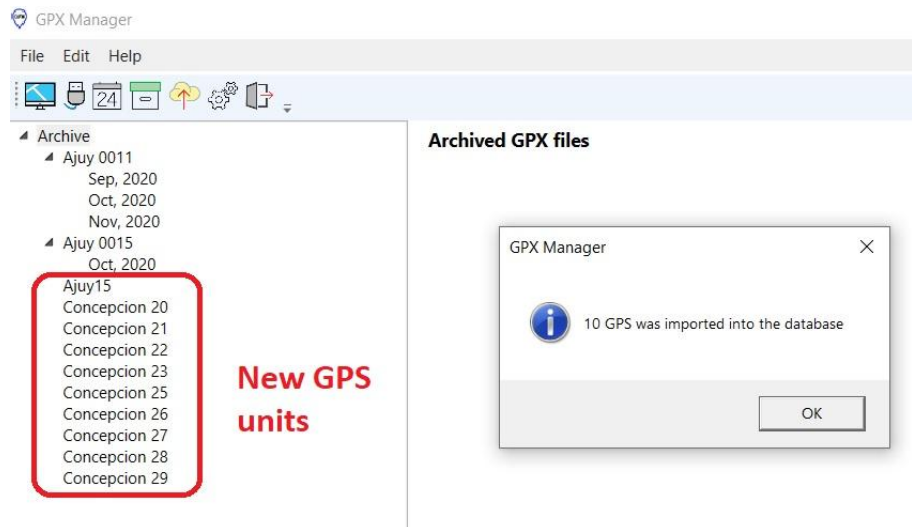 GPX Manager
File Edit Help
24
Archive
Ajuy 0011
Sep, 2020
Oct, 2020
Nov, 2020
Ajuy 0015
Oct, 2020
Ajuy15
Concepcion 20
Concepcion 21
Concepcion 22
Concepcion 23
Concepcion 25
Concepcion 26
Concepcion 27
Concepcion 28
Concepcion 29
New GPS
units
Archived GPX files
GPX Manager
10 GPS was imported into the database
OK